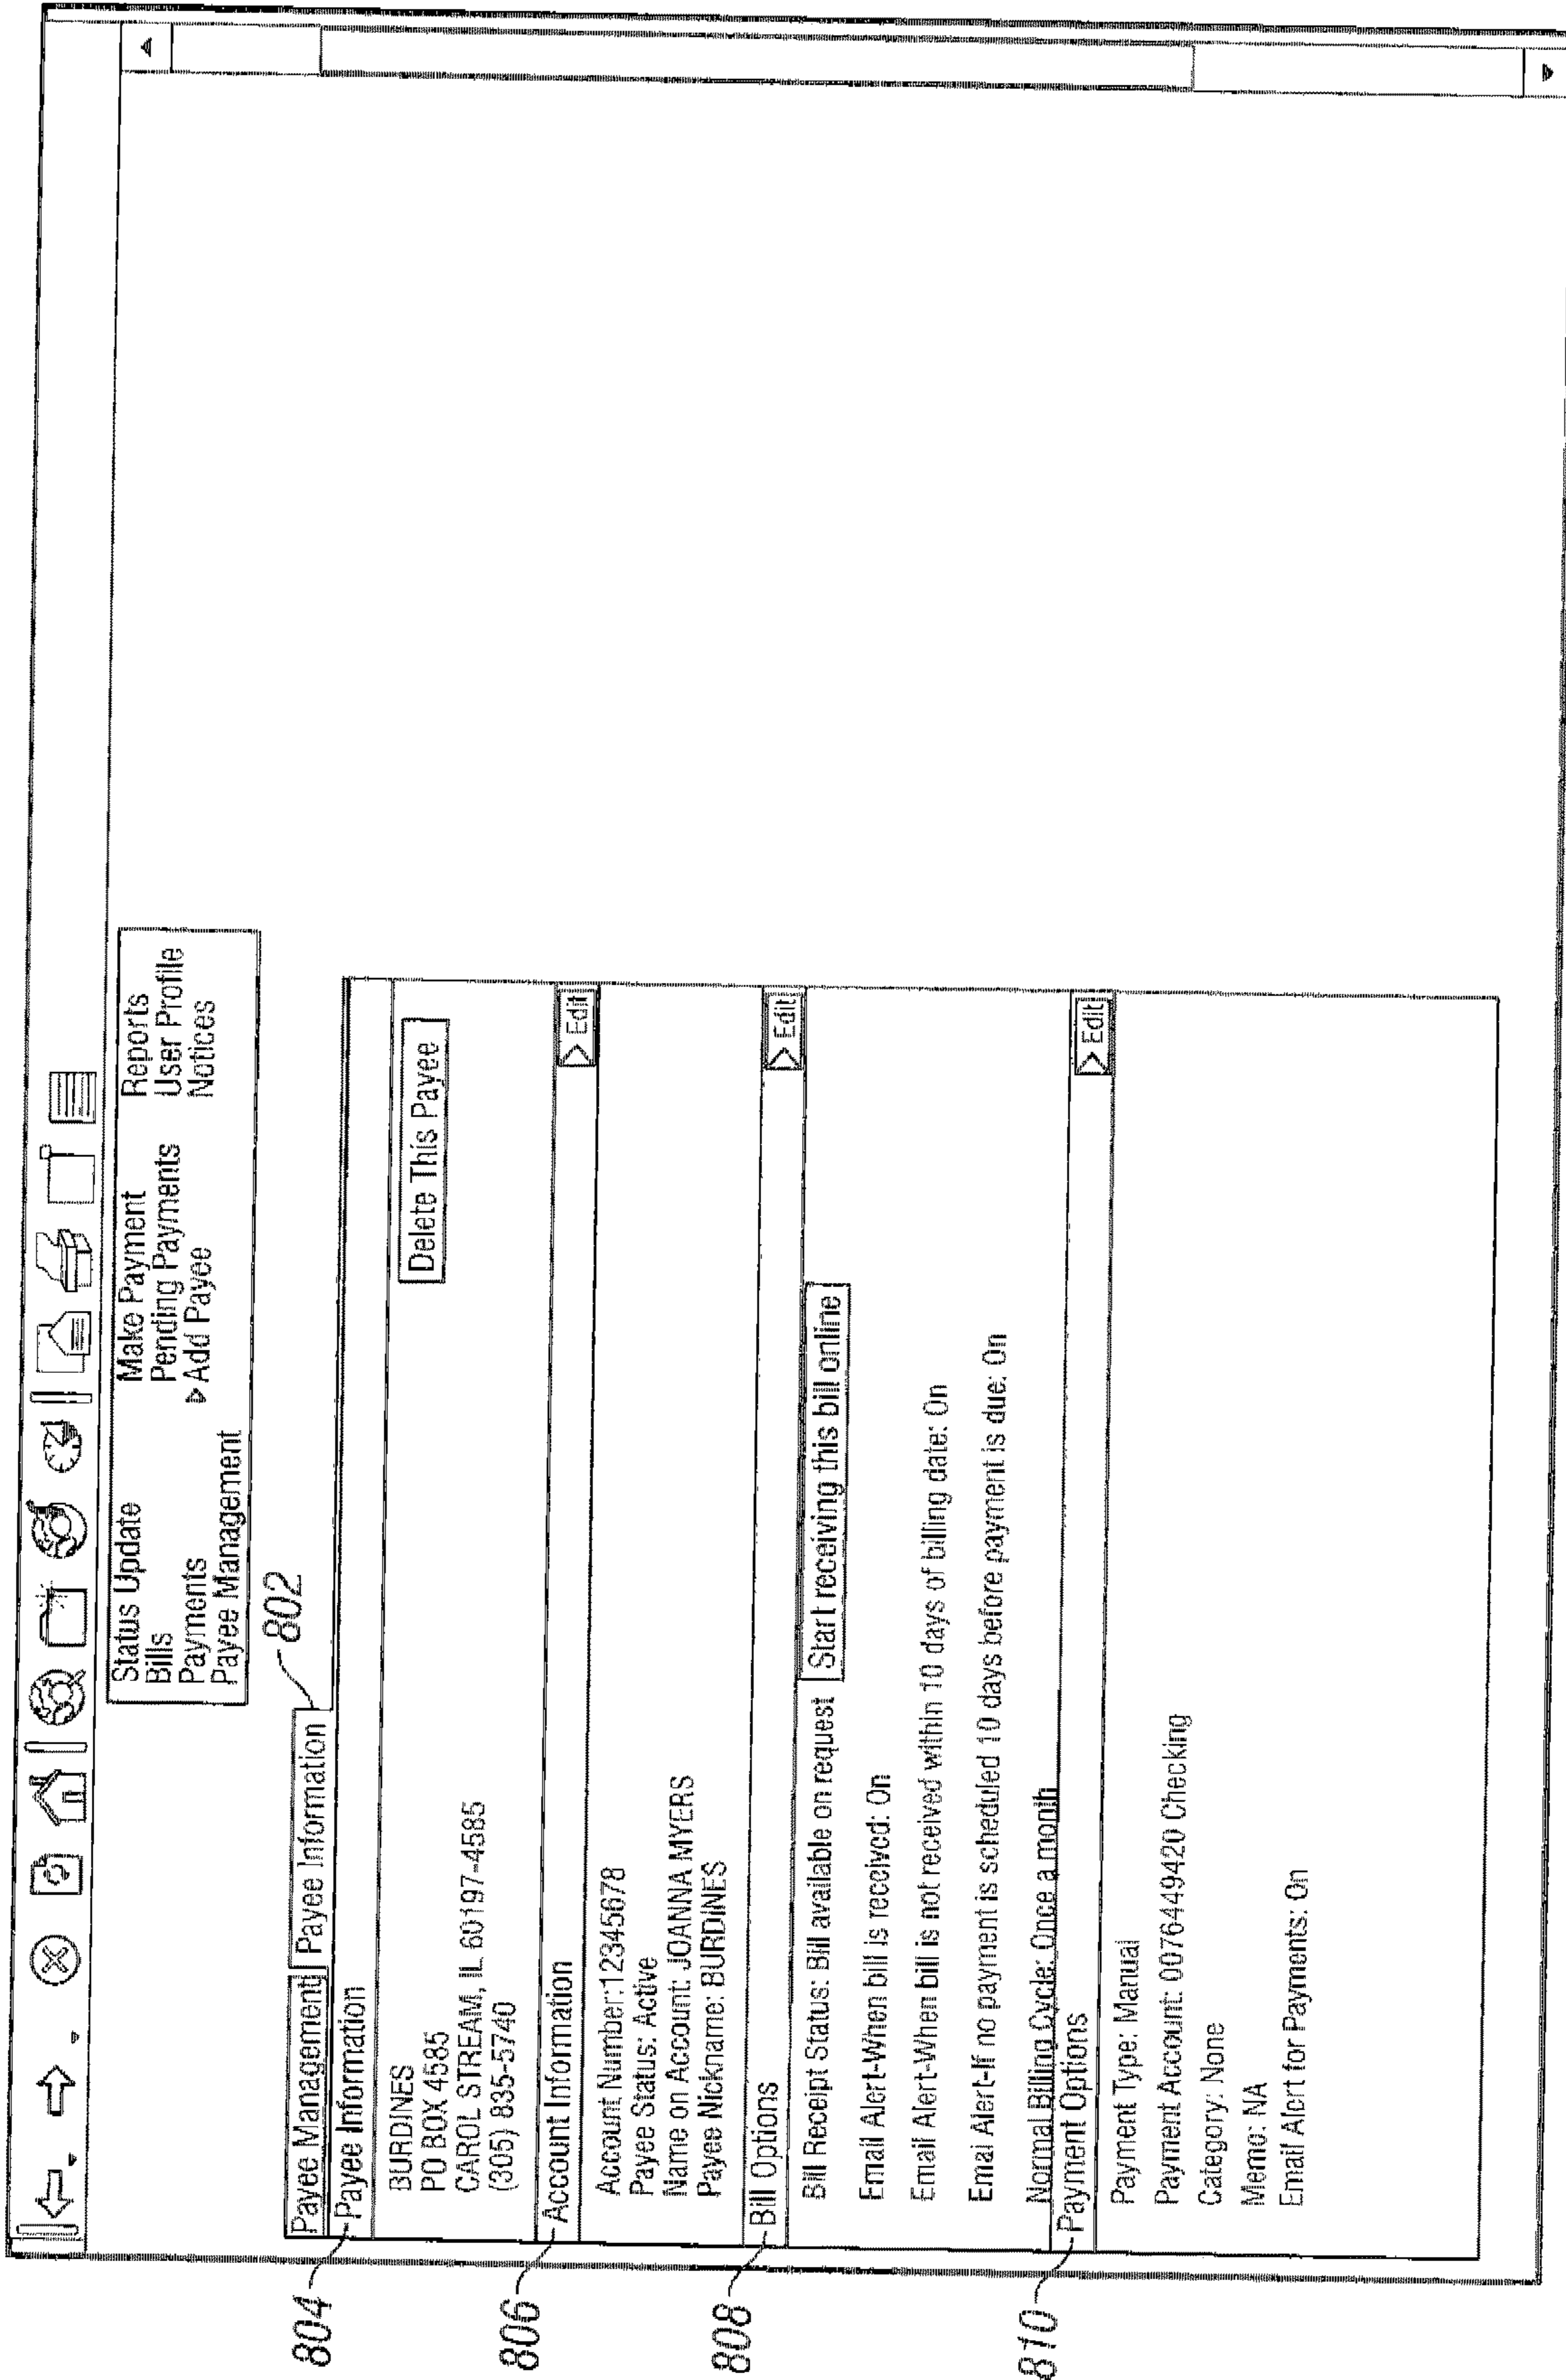 Status Update
Bills
Payments
Payee Management
Make Payment
Pending Payments
▹Add Payee
Reports
User Profile
Notices
Payee Management
Payee Information
802
804
Payee Information
BURDINES
PO BOX 4585
CAROL STREAM, IL 60197-4585
(305) 835-5740
Delete This Payee
806
Account Information
▷ Edit
Account Number:12345678
Payee Status: Active
Name on Account: JOANNA MYERS
Payee Nickname: BURDINES
808
Bill Options
▷ Edit
Bill Receipt Status: Bill available on request Start receiving this bill online
Email Alert-When bill is received: On
Email Alert-When bill is not received within 10 days of billing date: On
Emai Alert-If no payment is scheduled 10 days before payment is due: On
Normal Billing Cycle: Once a month
810
Payment Options
▷ Edit
Payment Type: Manual
Payment Account: 0076449420 Checking
Category: None
Memo: NA
Email Alert for Payments: On